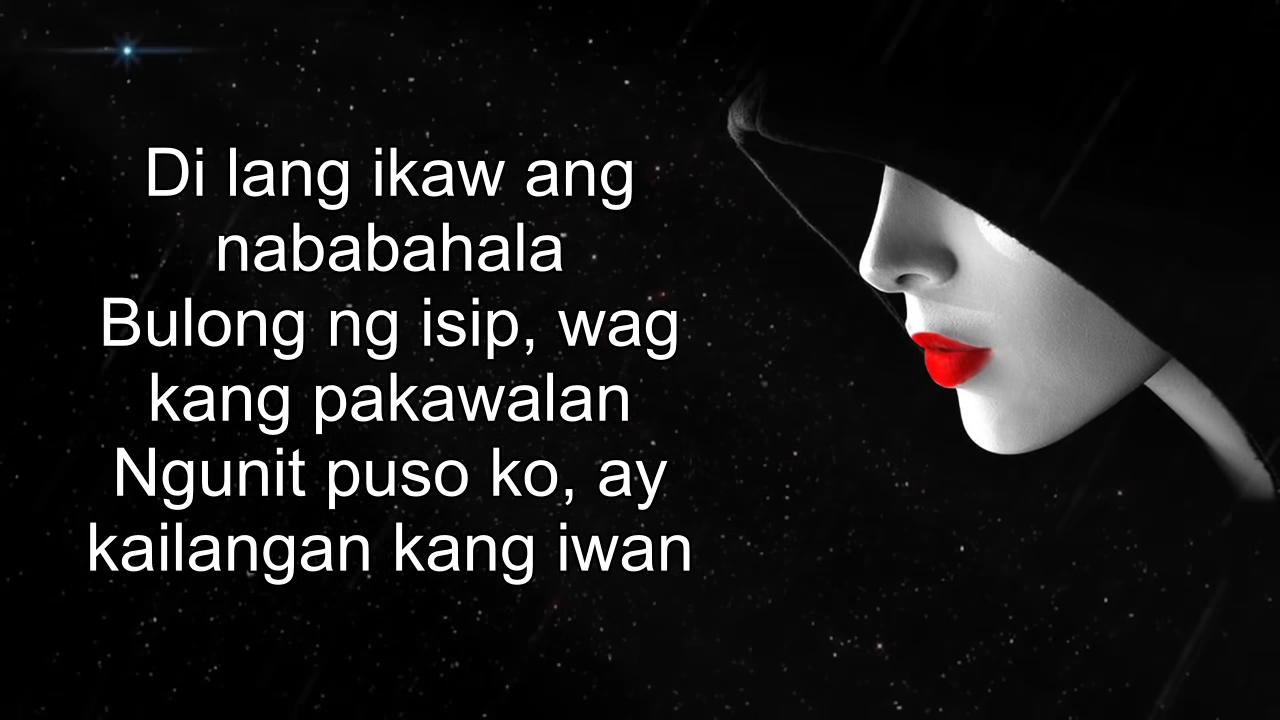 Di lang ikaw ang
nababahala
Bulong ng isip, wag
kang pakawalan
Ngunit puso ko, ay
kailangan kang iwan